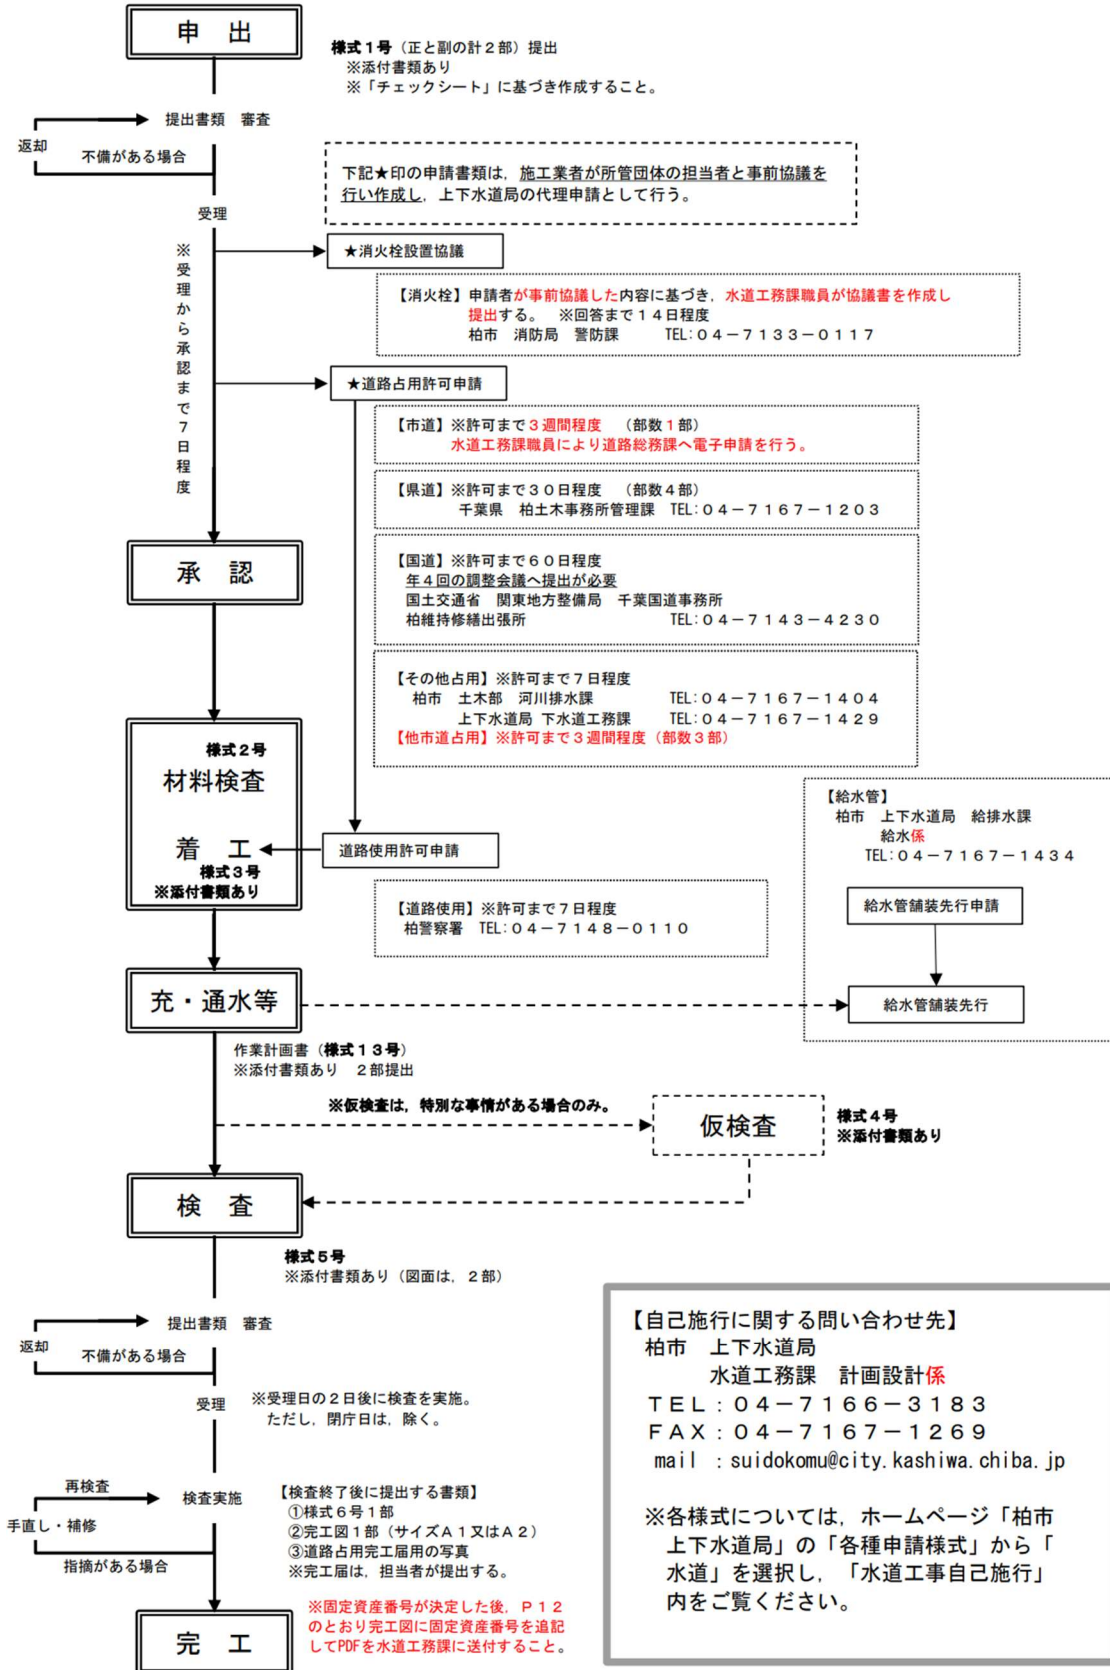 申　出
様式１号（正と副の計２部）提出
※添付書類あり
※「チェックシート」に基づき作成すること。
提出書類　審査
返却
不備がある場合
下記★印の申請書類は，施工業者が所管団体の担当者と事前協議を
行い作成し，上下水道局の代理申請として行う。
受理
★消火栓設置協議
※受理から承認まで７日程度
【消火栓】申請者が事前協議した内容に基づき，水道工務課職員が協議書を作成し
提出する。　※回答まで１４日程度
柏市　消防局　警防課　　TEL：０４－７１３３－０１１７
★道路占用許可申請
【市道】※許可まで３週間程度　（部数１部）
水道工務課職員により道路総務課へ電子申請を行う。
【県道】※許可まで３０日程度　（部数４部）
千葉県　柏土木事務所管理課　TEL：０４－７１６７－１２０３
承　認
【国道】※許可まで６０日程度
年４回の調整会議へ提出が必要
国土交通省　関東地方整備局　千葉国道事務所
柏維持修繕出張所　　TEL：０４－７１４３－４２３０
【その他占用】※許可まで７日程度
柏市　土木部　河川排水課　　TEL：０４－７１６７－１４０４
上下水道局 下水道工務課　　TEL：０４－７１６７－１４２９
【他市道占用】※許可まで３週間程度（部数３部）
様式２号
材料検査
着　工
様式３号
※添付書類あり
道路使用許可申請
【給水管】
柏市　上下水道局　給排水課
給水係
TEL：０４－７１６７－１４３４
給水管舗装先行申請
給水管舗装先行
【道路使用】※許可まで７日程度
柏警察署　TEL：０４－７１４８－０１１０
充・通水等
作業計画書（様式１３号）
※添付書類あり　２部提出
※仮検査は，特別な事情がある場合のみ。
仮検査
様式４号
※添付書類あり
検　査
様式５号
※添付書類あり（図面は，２部）
提出書類　審査
返却
不備がある場合
受理
※受理日の２日後に検査を実施。
ただし，閉庁日は，除く。
再検査
検査実施
手直し・補修
指摘がある場合
【検査終了後に提出する書類】
①様式６号１部
②完工図１部（サイズＡ１又はＡ２）
③道路占用完工届用の写真
※完工届は，担当者が提出する。
※固定資産番号が決定した後，Ｐ１２
のとおり完工図に固定資産番号を追記
してPDFを水道工務課に送付すること。
完　工
【自己施行に関する問い合わせ先】
柏市　上下水道局
水道工務課　計画設計係
ＴＥＬ：０４－７１６６－３１８３
ＦＡＸ：０４－７１６７－１２６９
mail ：suidokomu@city.kashiwa.chiba.jp
※各様式については，ホームページ「柏市
上下水道局」の「各種申請様式」から「
水道」を選択し，「水道工事自己施行」
内をご覧ください。